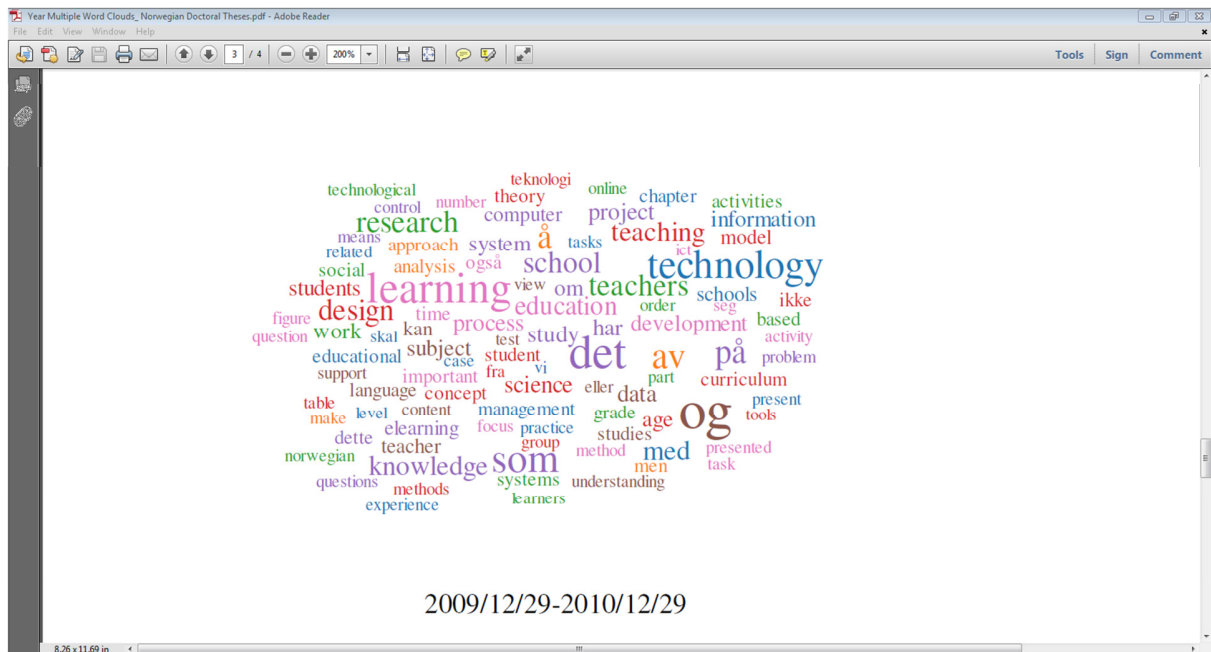 Year Multiple Word Clouds_ Norwegian Doctoral Theses.pdf - Adobe Reader
File Edit View Window Help
3 / 4 200% Tools Sign Comment
teknologi
technological online
control number theory chapter activities
research computer project information
means å teaching model
related approach system tasks ict
social analysis også school technology
students learning view om teachers schools ikke
design education order seg
figure time process har development based
question work skal kan test study activity
educational subject case student vi det av på problem
support important fra part curriculum
language concept science eller data present
table level content management grade age og tools
make elearning focus practice studies
dette teacher group method med presented
norwegian knowledge som men task
questions methods systems understanding
experience learners
2009/12/29-2010/12/29
8.26 x 11.69 in